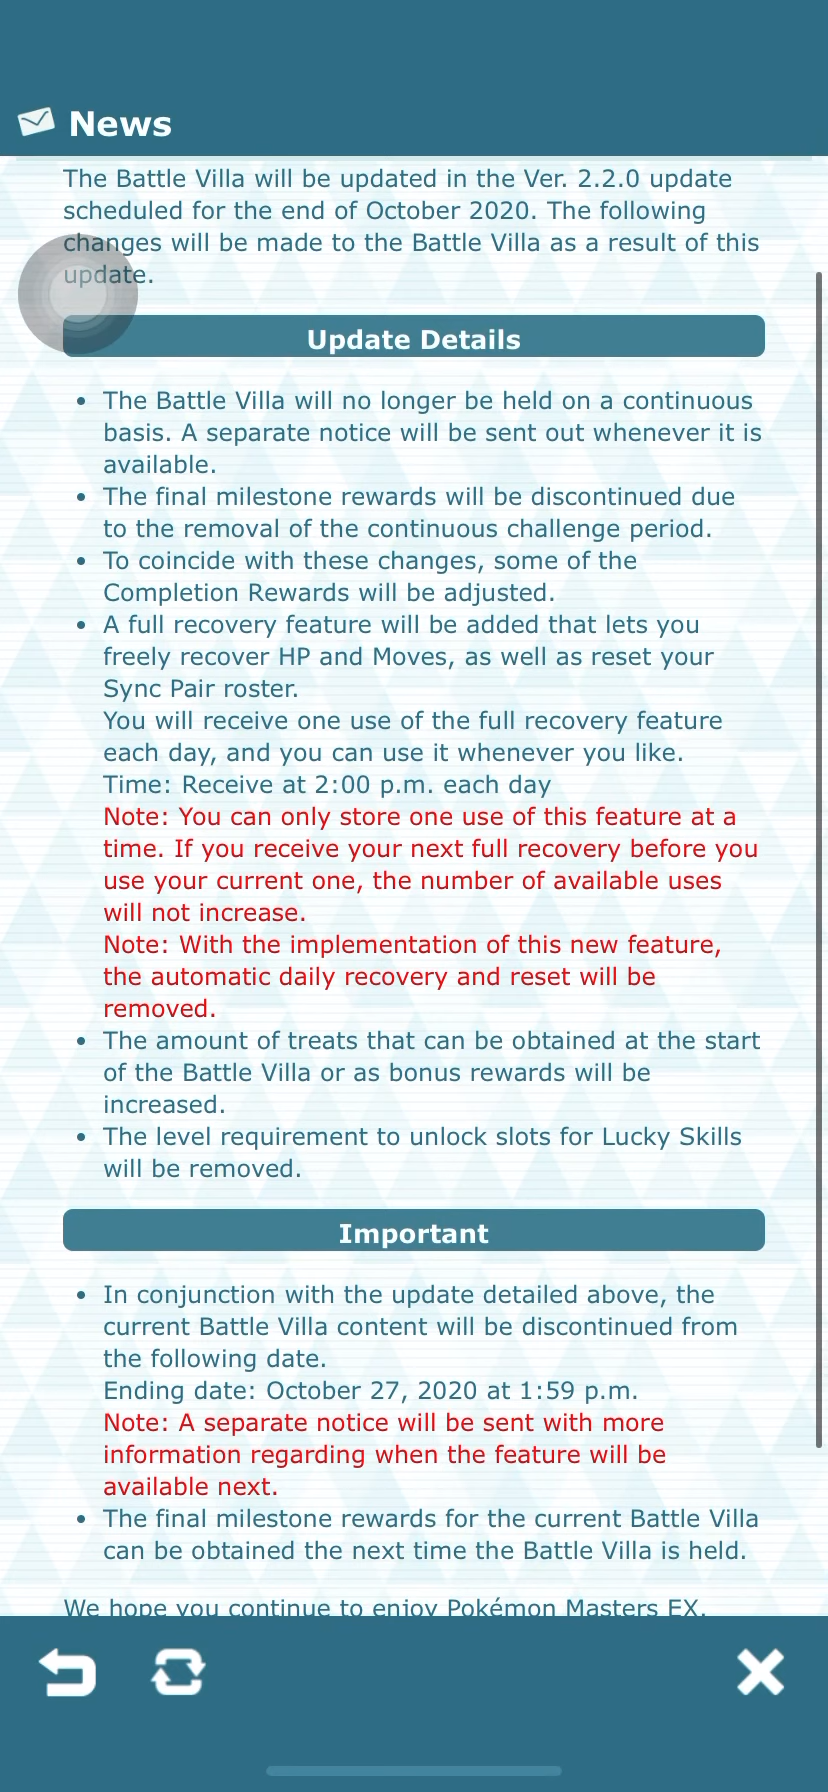 News
The Battle Villa will be updated in the Ver. 2.2.0 update
scheduled for the end of October 2020. The following
changes will be made to the Battle Villa as a result of this
update.
Update Details
• The Battle Villa will no longer be held on a continuous
basis. A separate notice will be sent out whenever it is
available.
• The final milestone rewards will be discontinued due
to the removal of the continuous challenge period.
• To coincide with these changes, some of the
Completion Rewards will be adjusted.
• A full recovery feature will be added that lets you
freely recover HP and Moves, as well as reset your
Sync Pair roster.
You will receive one use of the full recovery feature
each day, and you can use it whenever you like.
Time: Receive at 2:00 p.m. each day
Note: You can only store one use of this feature at a
time. If you receive your next full recovery before you
use your current one, the number of available uses
will not increase.
Note: With the implementation of this new feature,
the automatic daily recovery and reset will be
removed.
• The amount of treats that can be obtained at the start
of the Battle Villa or as bonus rewards will be
increased.
• The level requirement to unlock slots for Lucky Skills
will be removed.
Important
• In conjunction with the update detailed above, the
current Battle Villa content will be discontinued from
the following date.
Ending date: October 27, 2020 at 1:59 p.m.
Note: A separate notice will be sent with more
information regarding when the feature will be
available next.
• The final milestone rewards for the current Battle Villa
can be obtained the next time the Battle Villa is held.
We hope you continue to enjoy Pokémon Masters EX.